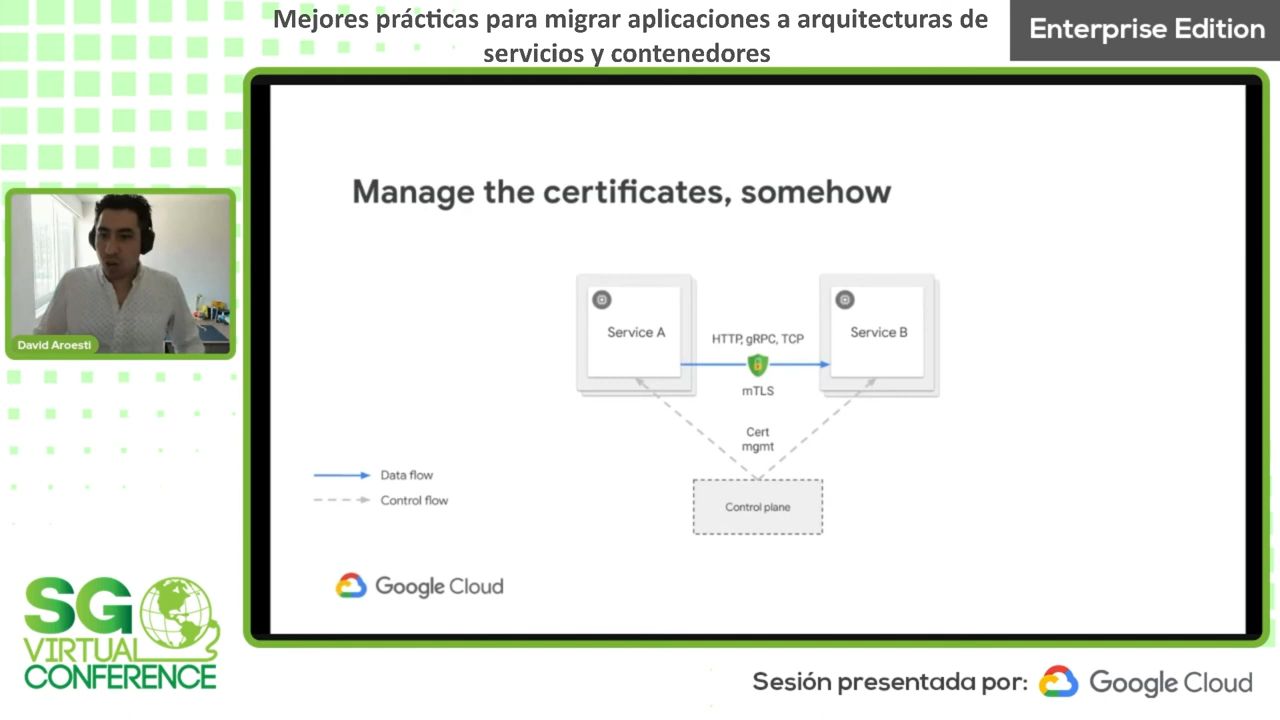 Mejores prácticas para migrar aplicaciones a arquitecturas de
servicios y contenedores
Enterprise Edition
Manage the certificates, somehow
Service A
HTTP, gRPC, TCP
mTLS
Service B
Cert
mgmt
Control plane
Data flow
Control flow
Google Cloud
David Aroesti
SG
VIRTUAL
CONFERENCE
Sesión presentada por: Google Cloud